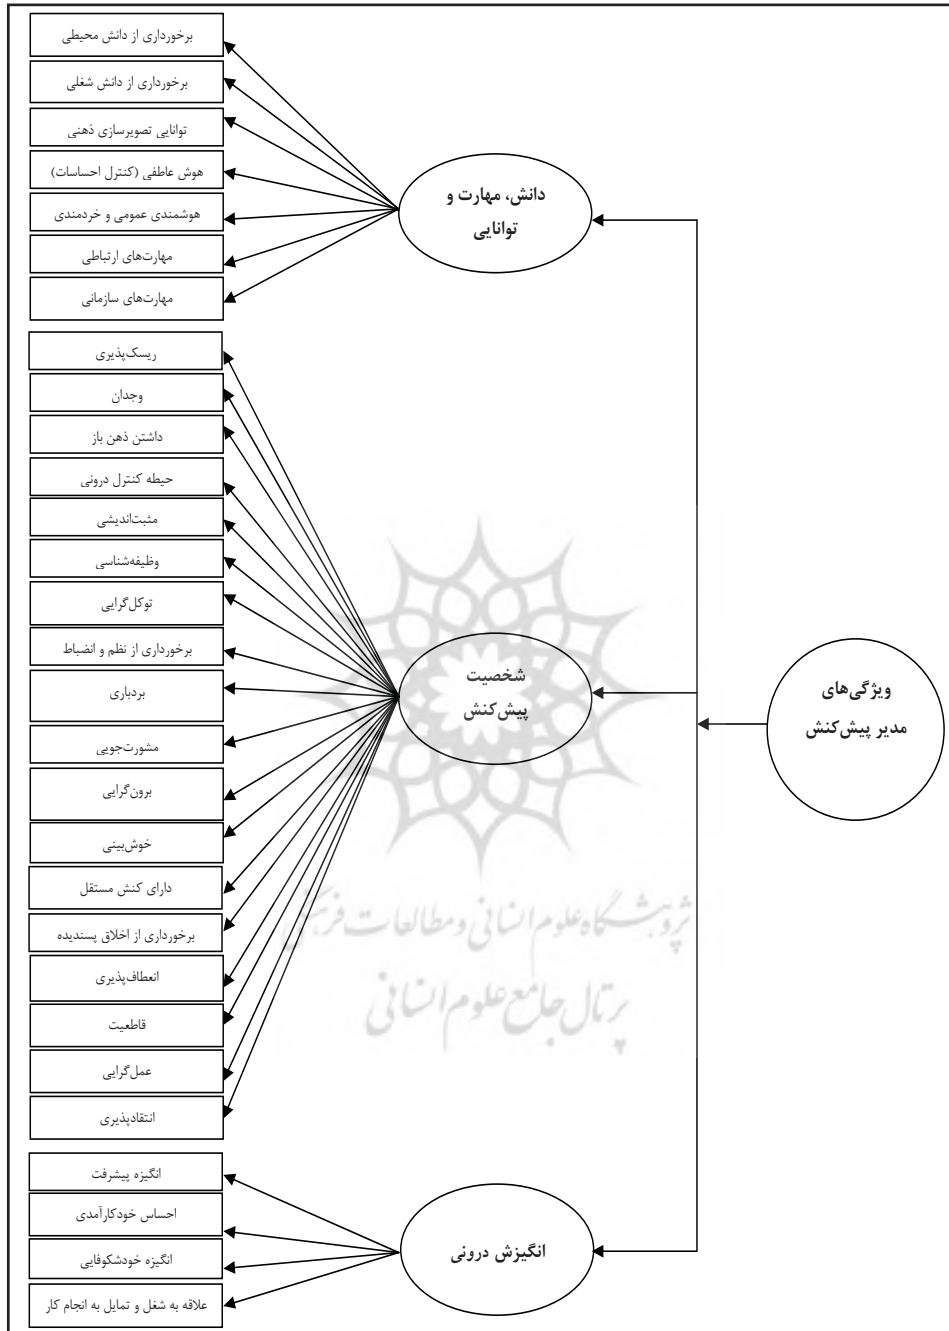 ویژگی‌های
مدیر پیش‌کنش
دانش، مهارت و
توانایی
برخورداری از دانش محیطی
برخورداری از دانش شغلی
توانایی تصویرسازی ذهنی
هوش عاطفی (کنترل احساسات)
هوشمندی عمومی و خردمندی
مهارت‌های ارتباطی
مهارت‌های سازمانی
شخصیت
پیش‌کنش
ریسک‌پذیری
وجدان
داشتن ذهن باز
حیطه کنترل درونی
مثبت‌اندیشی
وظیفه‌شناسی
توکل‌گرایی
برخورداری از نظم و انضباط
بردباری
مشورت‌جویی
برون‌گرایی
خوش‌بینی
دارای کنش مستقل
برخورداری از اخلاق پسندیده
انعطاف‌پذیری
قاطعیت
عمل‌گرایی
انتقادپذیری
انگیزش درونی
انگیزه پیشرفت
احساس خودکارآمدی
انگیزه خودشکوفایی
علاقه به شغل و تمایل به انجام کار
پژوهشگاه علوم انسانی و مطالعات فرهنگی
پرتال جامع علوم انسانی